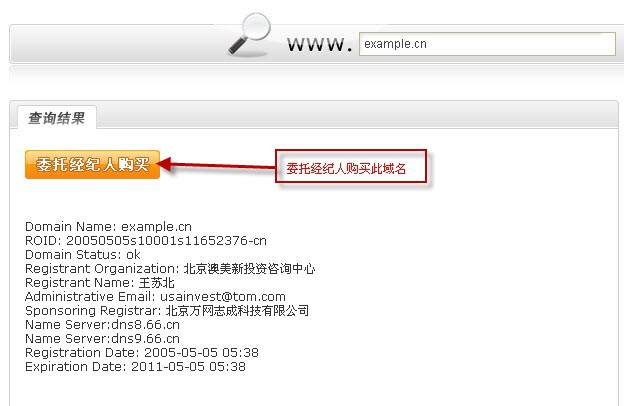 www.
example.cn
查询结果
委托经纪人购买
委托经纪人购买此域名
Domain Name: example.cn
ROID: 20050505s10001s11652376-cn
Domain Status: ok
Registrant Organization: 北京澳美新投资咨询中心
Registrant Name: 王苏北
Administrative Email: usainvest@tom.com
Sponsoring Registrar: 北京万网志成科技有限公司
Name Server:dns8.66.cn
Name Server:dns9.66.cn
Registration Date: 2005-05-05 05:38
Expiration Date: 2011-05-05 05:38